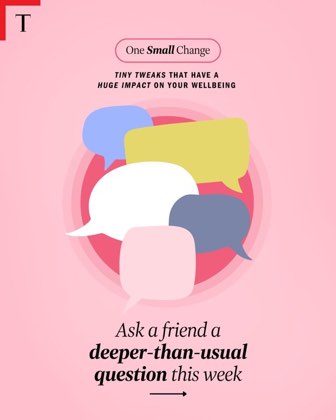 T
One Small Change
TINY TWEAKS THAT HAVE A
HUGE IMPACT ON YOUR WELLBEING
Ask a friend a
deeper-than-usual
question this week